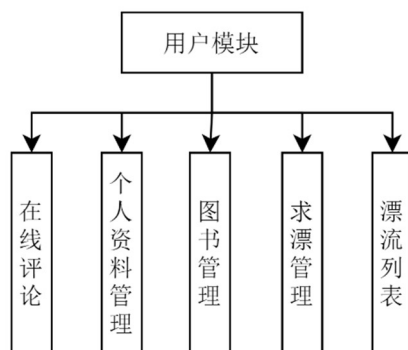 用户模块
在线评论
个人资料管理
图书管理
求漂管理
漂流列表